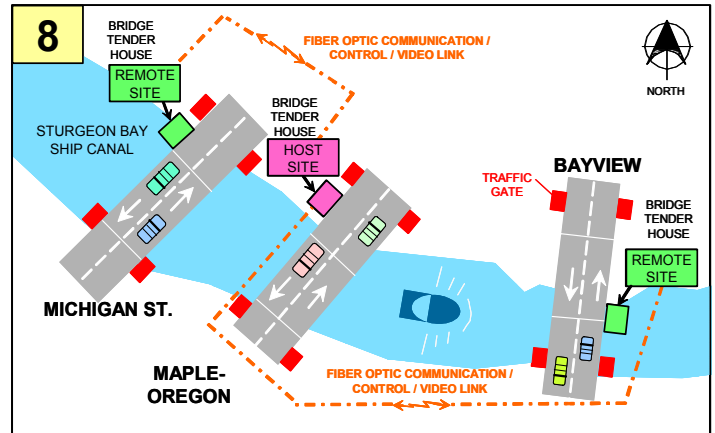 8
BRIDGE
TENDER
HOUSE
REMOTE
SITE
FIBER OPTIC COMMUNICATION /
CONTROL / VIDEO LINK
NORTH
STURGEON BAY
SHIP CANAL
BRIDGE
TENDER
HOUSE
HOST
SITE
BAYVIEW
TRAFFIC
GATE
BRIDGE
TENDER
HOUSE
REMOTE
SITE
MICHIGAN ST.
MAPLE-
OREGON
FIBER OPTIC COMMUNICATION /
CONTROL / VIDEO LINK